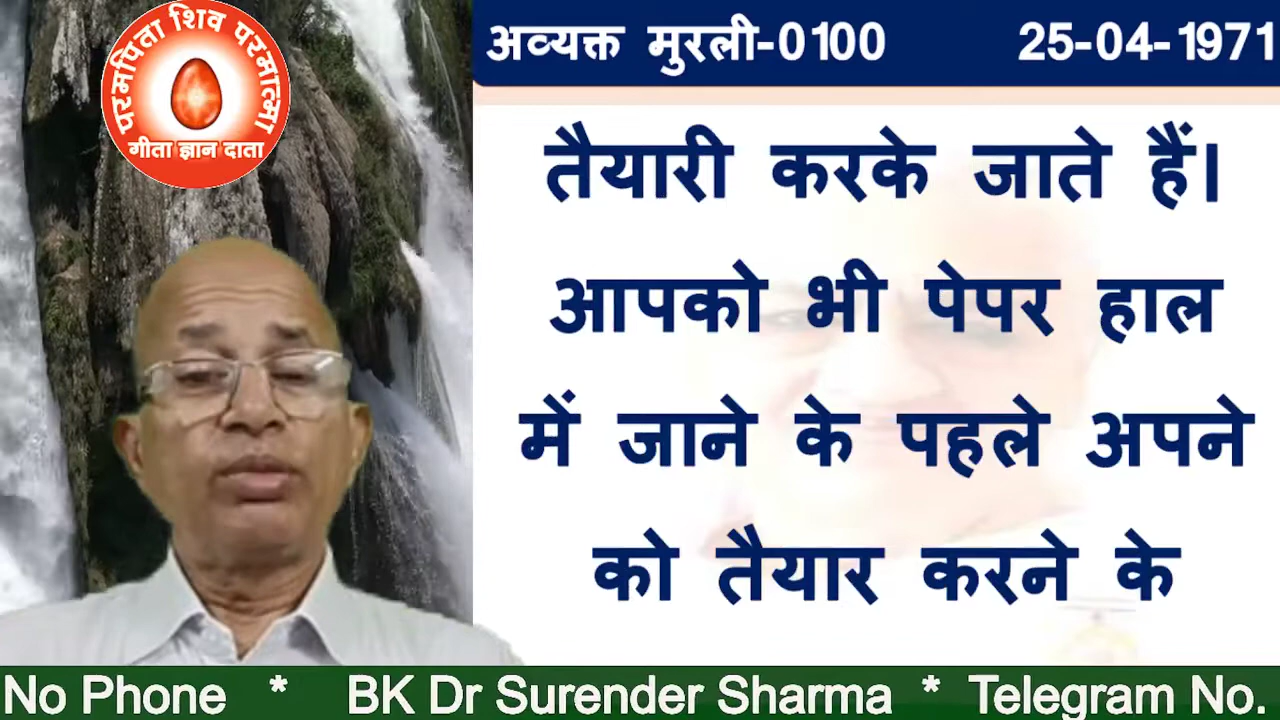 परमपिता शिव परमात्मा
गीता ज्ञान दाता
अव्यक्त मुरली-0100 25-04-1971
तैयारी करके जाते हैं।
आपको भी पेपर हाल
में जाने के पहले अपने
को तैयार करने के
No Phone * BK Dr Surender Sharma * Telegram No.